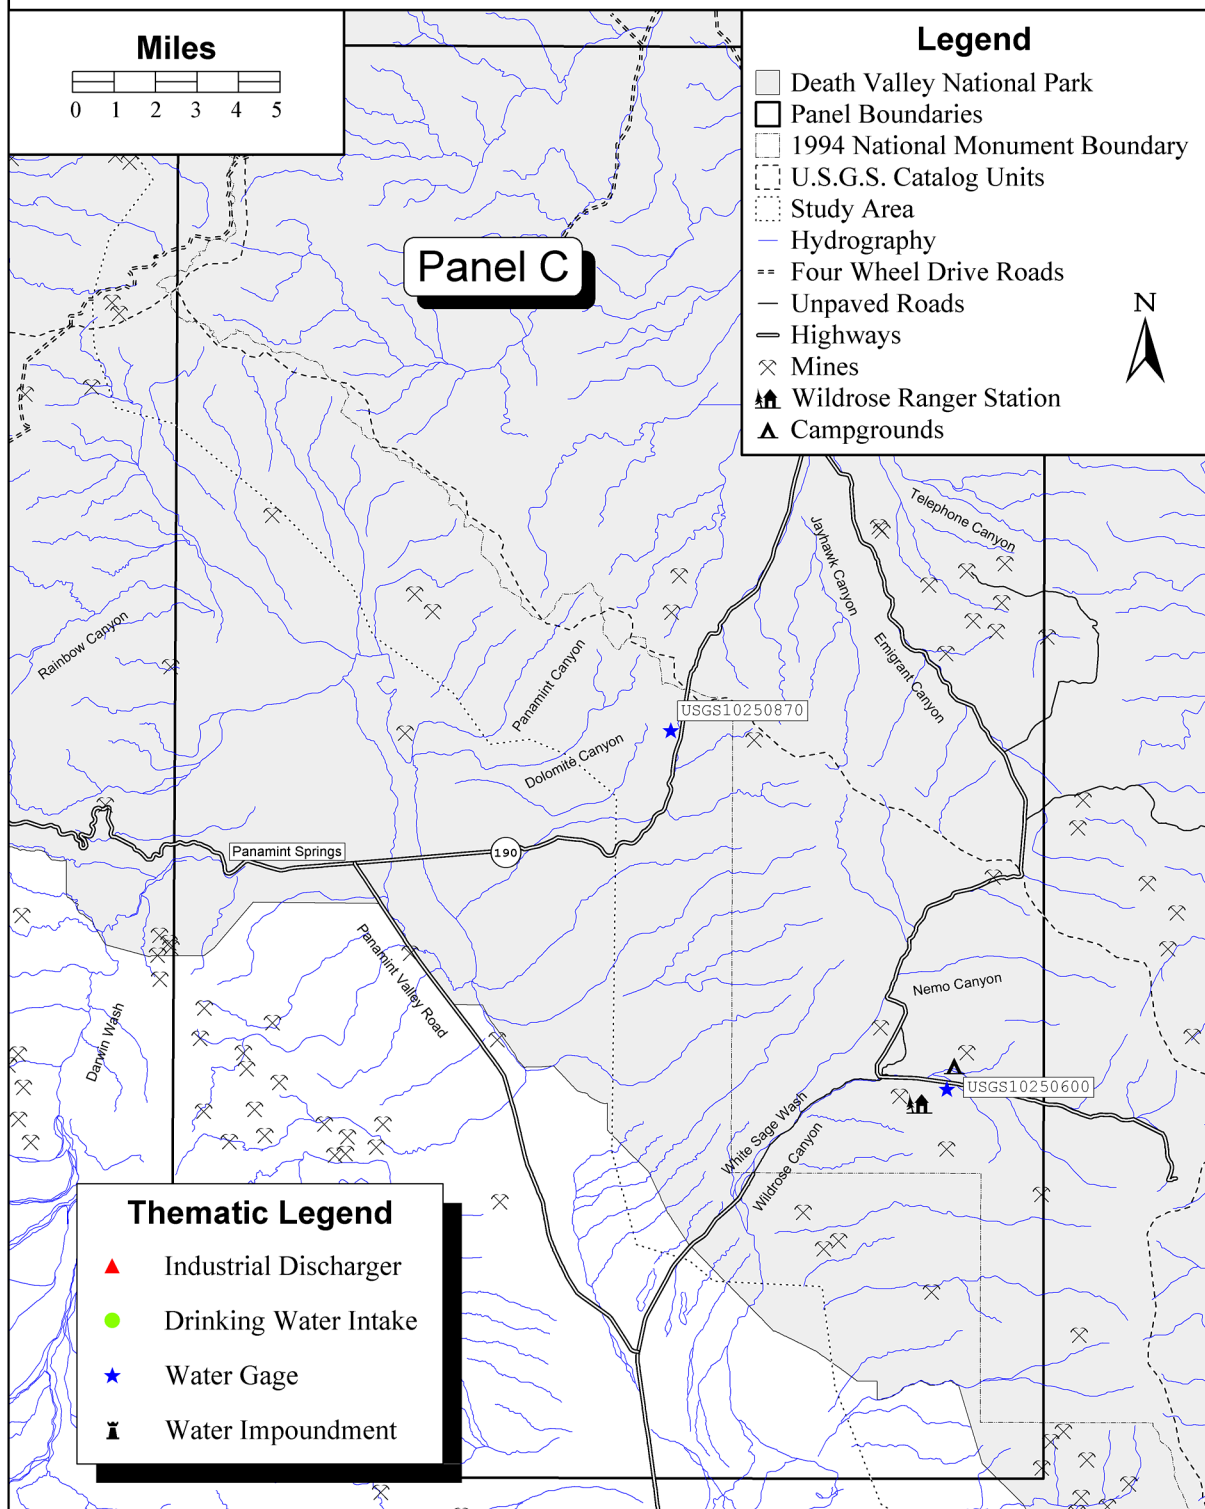 Miles
0 1 2 3 4 5
Legend
Death Valley National Park
Panel Boundaries
1994 National Monument Boundary
U.S.G.S. Catalog Units
Study Area
Hydrography
Four Wheel Drive Roads
Unpaved Roads
Highways
Mines
Wildrose Ranger Station
Campgrounds
N
Panel C
Telephone Canyon
Jayhawk Canyon
Emigrant Canyon
Rainbow Canyon
Panamint Canyon
USGS10250870
Dolomite Canyon
Panamint Springs
190
Panamint Valley Road
Nemo Canyon
Darwin Wash
USGS10250600
White Sage Wash
Wildrose Canyon
Thematic Legend
Industrial Discharger
Drinking Water Intake
Water Gage
Water Impoundment